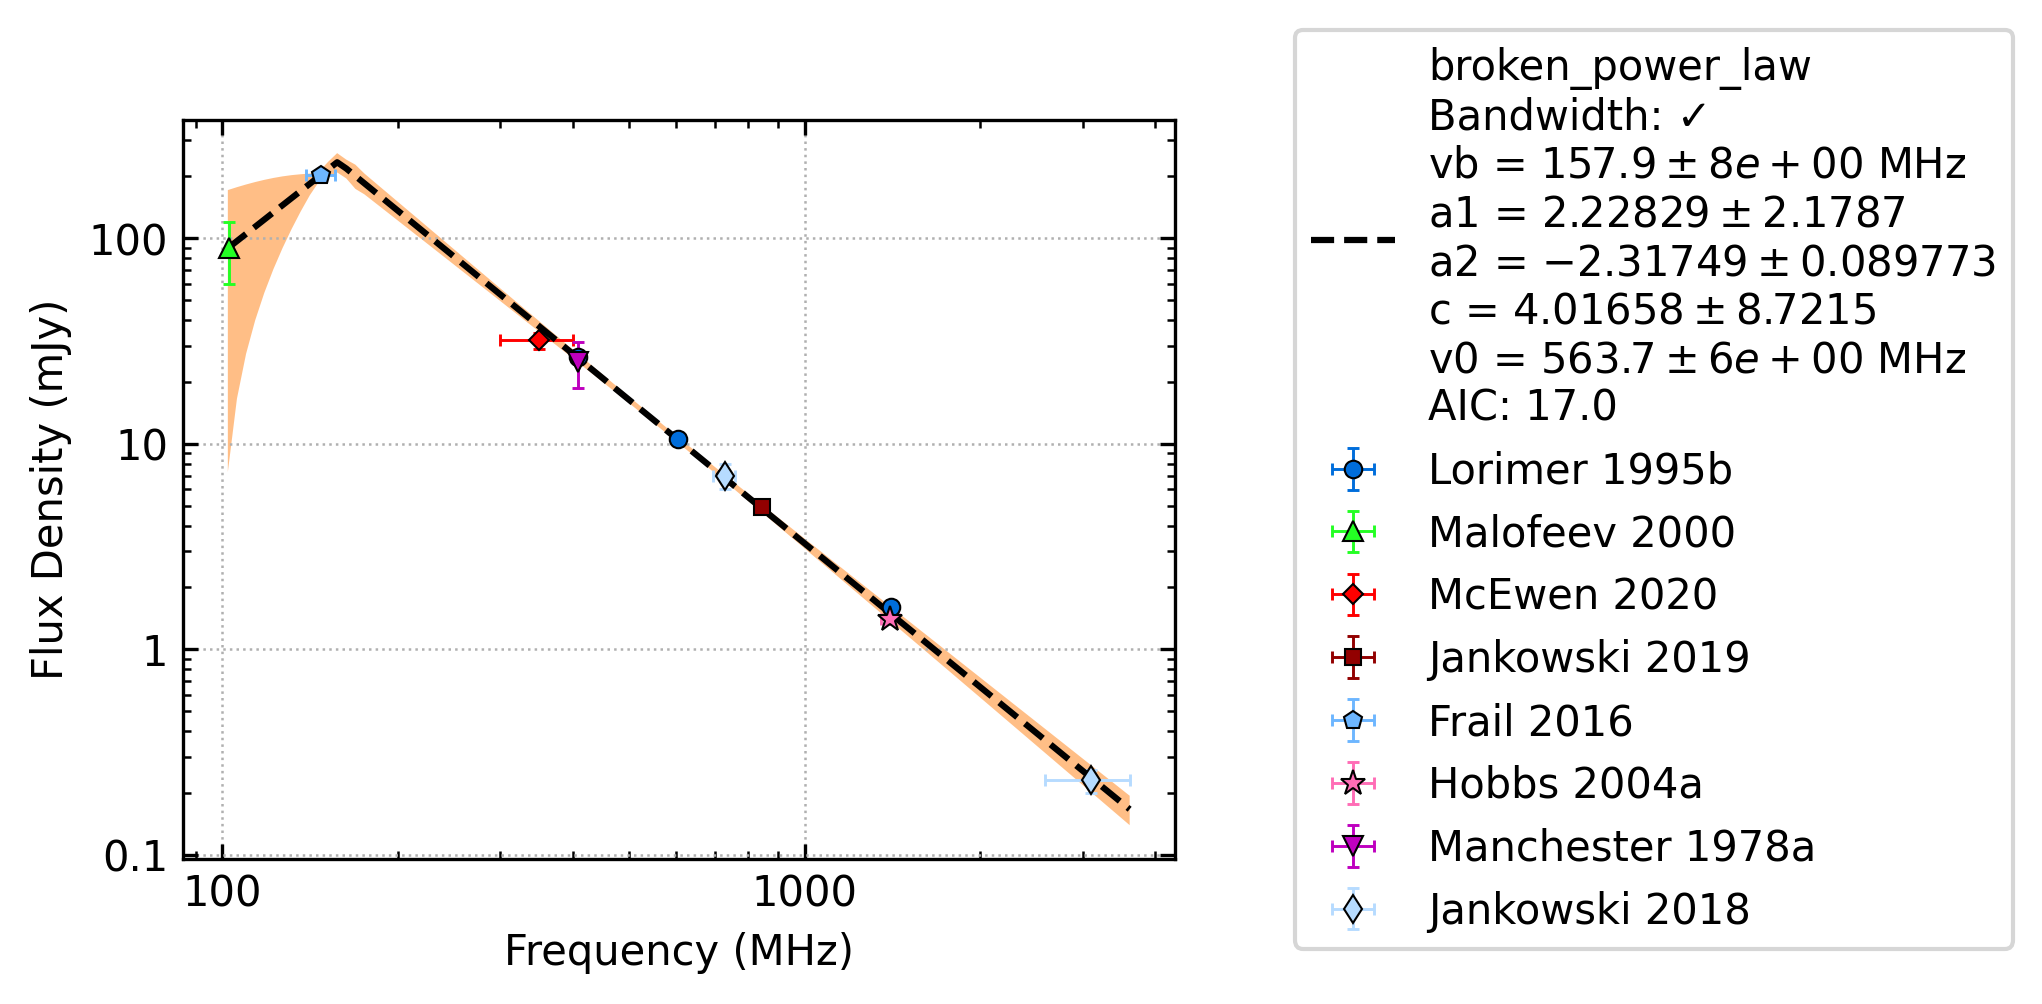 100
10
1
0.1
100
1000
Flux Density (mJy)
Frequency (MHz)
broken_power_law
Bandwidth: ✓
vb = 157.9 ± 8e + 00 MHz
a1 = 2.22829 ± 2.1787
a2 = −2.31749 ± 0.089773
c = 4.01658 ± 8.7215
v0 = 563.7 ± 6e + 00 MHz
AIC: 17.0
Lorimer 1995b
Malofeev 2000
McEwen 2020
Jankowski 2019
Frail 2016
Hobbs 2004a
Manchester 1978a
Jankowski 2018